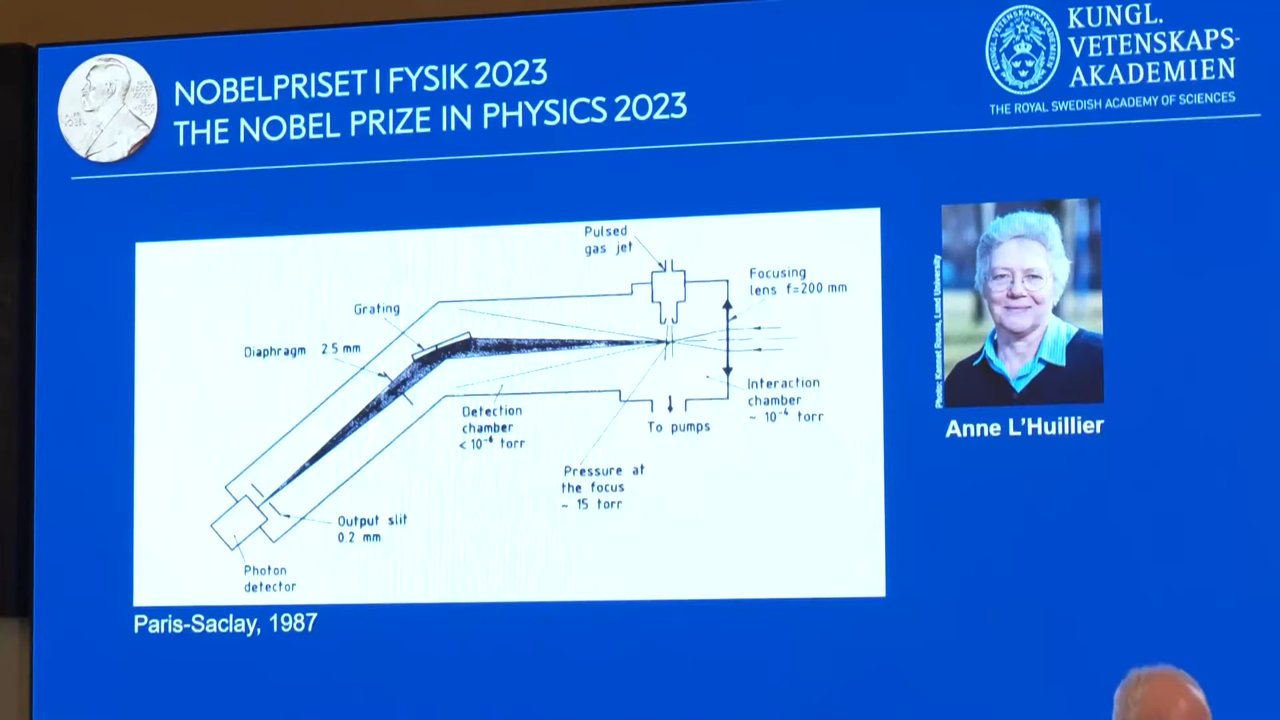 NOBELPRISET I FYSIK 2023
THE NOBEL PRIZE IN PHYSICS 2023
KUNGL.
VETENSKAPS-
AKADEMIEN
THE ROYAL SWEDISH ACADEMY OF SCIENCES
Pulsed
gas jet
Focusing
lens f=200 mm
Grating
Diaphragm 2.5 mm
Interaction
chamber
~ 10⁻⁴ torr
Detection
chamber
< 10⁻⁶ torr
To pumps
Pressure at
the focus
~ 15 torr
Output slit
0.2 mm
Photon
detector
Paris-Saclay, 1987
Lund University
Anne L'Huillier